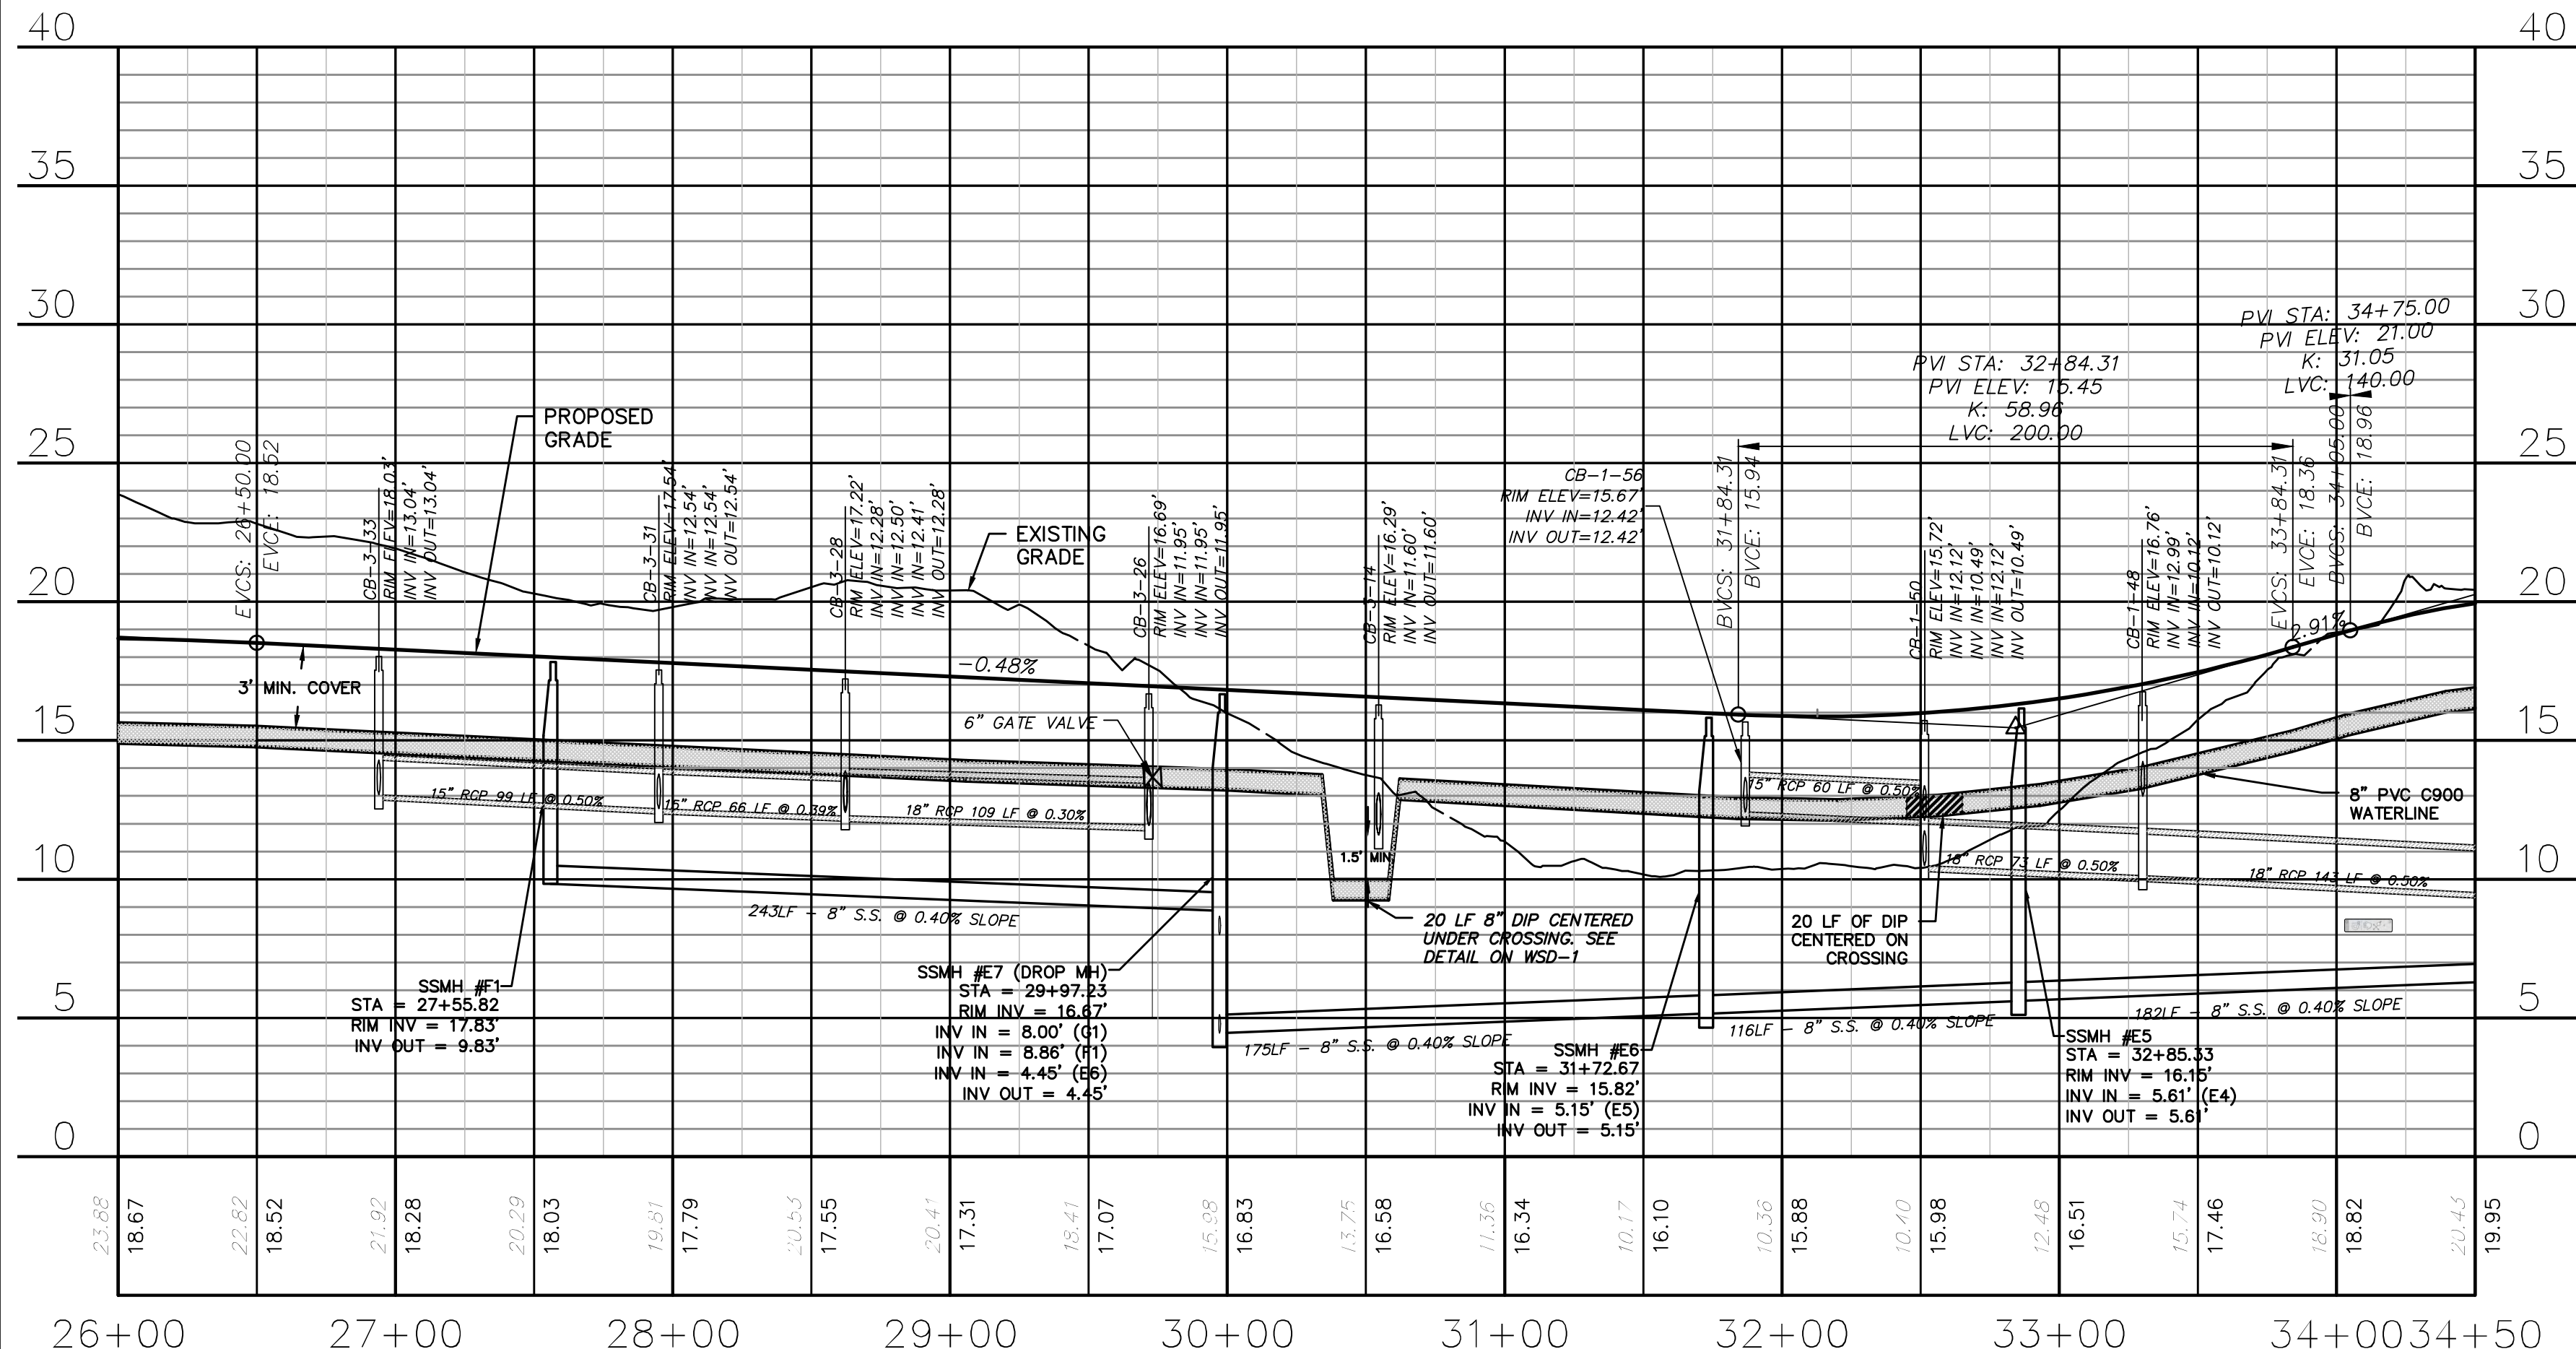 40
40
35
35
30
30
25
25
20
20
15
15
10
10
5
5
0
0
PVI STA: 34+75.00
PVI ELEV: 21.00
K: 31.05
LVC: 140.00
PVI STA: 32+84.31
PVI ELEV: 15.45
K: 58.96
LVC: 200.00
PROPOSED
GRADE
EXISTING
GRADE
EVCS: 26+50.00
EVCE: 18.52
CB-3-33
RIM ELEV=18.03'
INV IN=13.04'
INV OUT=13.04'
CB-3-31
RIM ELEV=17.54'
INV IN=12.54'
INV IN=12.54'
INV OUT=12.54'
CB-3-28
RIM ELEV=17.22'
INV IN=12.28'
INV IN=12.50'
INV IN=12.41'
INV OUT=12.28'
CB-3-26
RIM ELEV=16.69'
INV IN=11.95'
INV IN=11.95'
INV OUT=11.95'
CB-3-14
RIM ELEV=16.29'
INV IN=11.60'
INV OUT=11.60'
CB-1-56
RIM ELEV=15.67'
INV IN=12.42'
INV OUT=12.42'
BVCS: 31+84.31
BVCE: 15.94
CB-1-50
RIM ELEV=15.72'
INV IN=12.12'
INV IN=10.49'
INV IN=12.12'
INV OUT=10.49'
CB-1-48
RIM ELEV=16.76'
INV IN=12.99'
INV IN=10.12'
INV OUT=10.12'
EVCS: 33+84.31
EVCE: 18.36
BVCS: 34+05.00
BVCE: 18.96
2.91%
-0.48%
3' MIN. COVER
6" GATE VALVE
15" RCP 99 LF @ 0.50%
15" RCP 66 LF @ 0.39%
18" RCP 109 LF @ 0.30%
15" RCP 60 LF @ 0.50%
18" RCP 73 LF @ 0.50%
18" RCP 143 LF @ 0.50%
8" PVC C900
WATERLINE
1.5' MIN
20 LF 8" DIP CENTERED
UNDER CROSSING. SEE
DETAIL ON WSD-1
20 LF OF DIP
CENTERED ON
CROSSING
243LF - 8" S.S. @ 0.40% SLOPE
175LF - 8" S.S. @ 0.40% SLOPE
116LF - 8" S.S. @ 0.40% SLOPE
182LF - 8" S.S. @ 0.40% SLOPE
SSMH #F1
STA = 27+55.82
RIM INV = 17.83'
INV OUT = 9.83'
SSMH #E7 (DROP MH)
STA = 29+97.23
RIM INV = 16.67'
INV IN = 8.00' (G1)
INV IN = 8.86' (F1)
INV IN = 4.45' (E6)
INV OUT = 4.45'
SSMH #E6
STA = 31+72.67
RIM INV = 15.82'
INV IN = 5.15' (E5)
INV OUT = 5.15'
SSMH #E5
STA = 32+85.33
RIM INV = 16.15'
INV IN = 5.61' (E4)
INV OUT = 5.61'
23.88
18.67
22.82
18.52
21.92
18.28
20.29
18.03
19.81
17.79
20.53
17.55
20.41
17.31
18.41
17.07
15.98
16.83
13.75
16.58
11.36
16.34
10.17
16.10
10.36
15.88
10.40
15.98
12.48
16.51
15.74
17.46
18.90
18.82
20.43
19.95
26+00
27+00
28+00
29+00
30+00
31+00
32+00
33+00
34+00
34+50